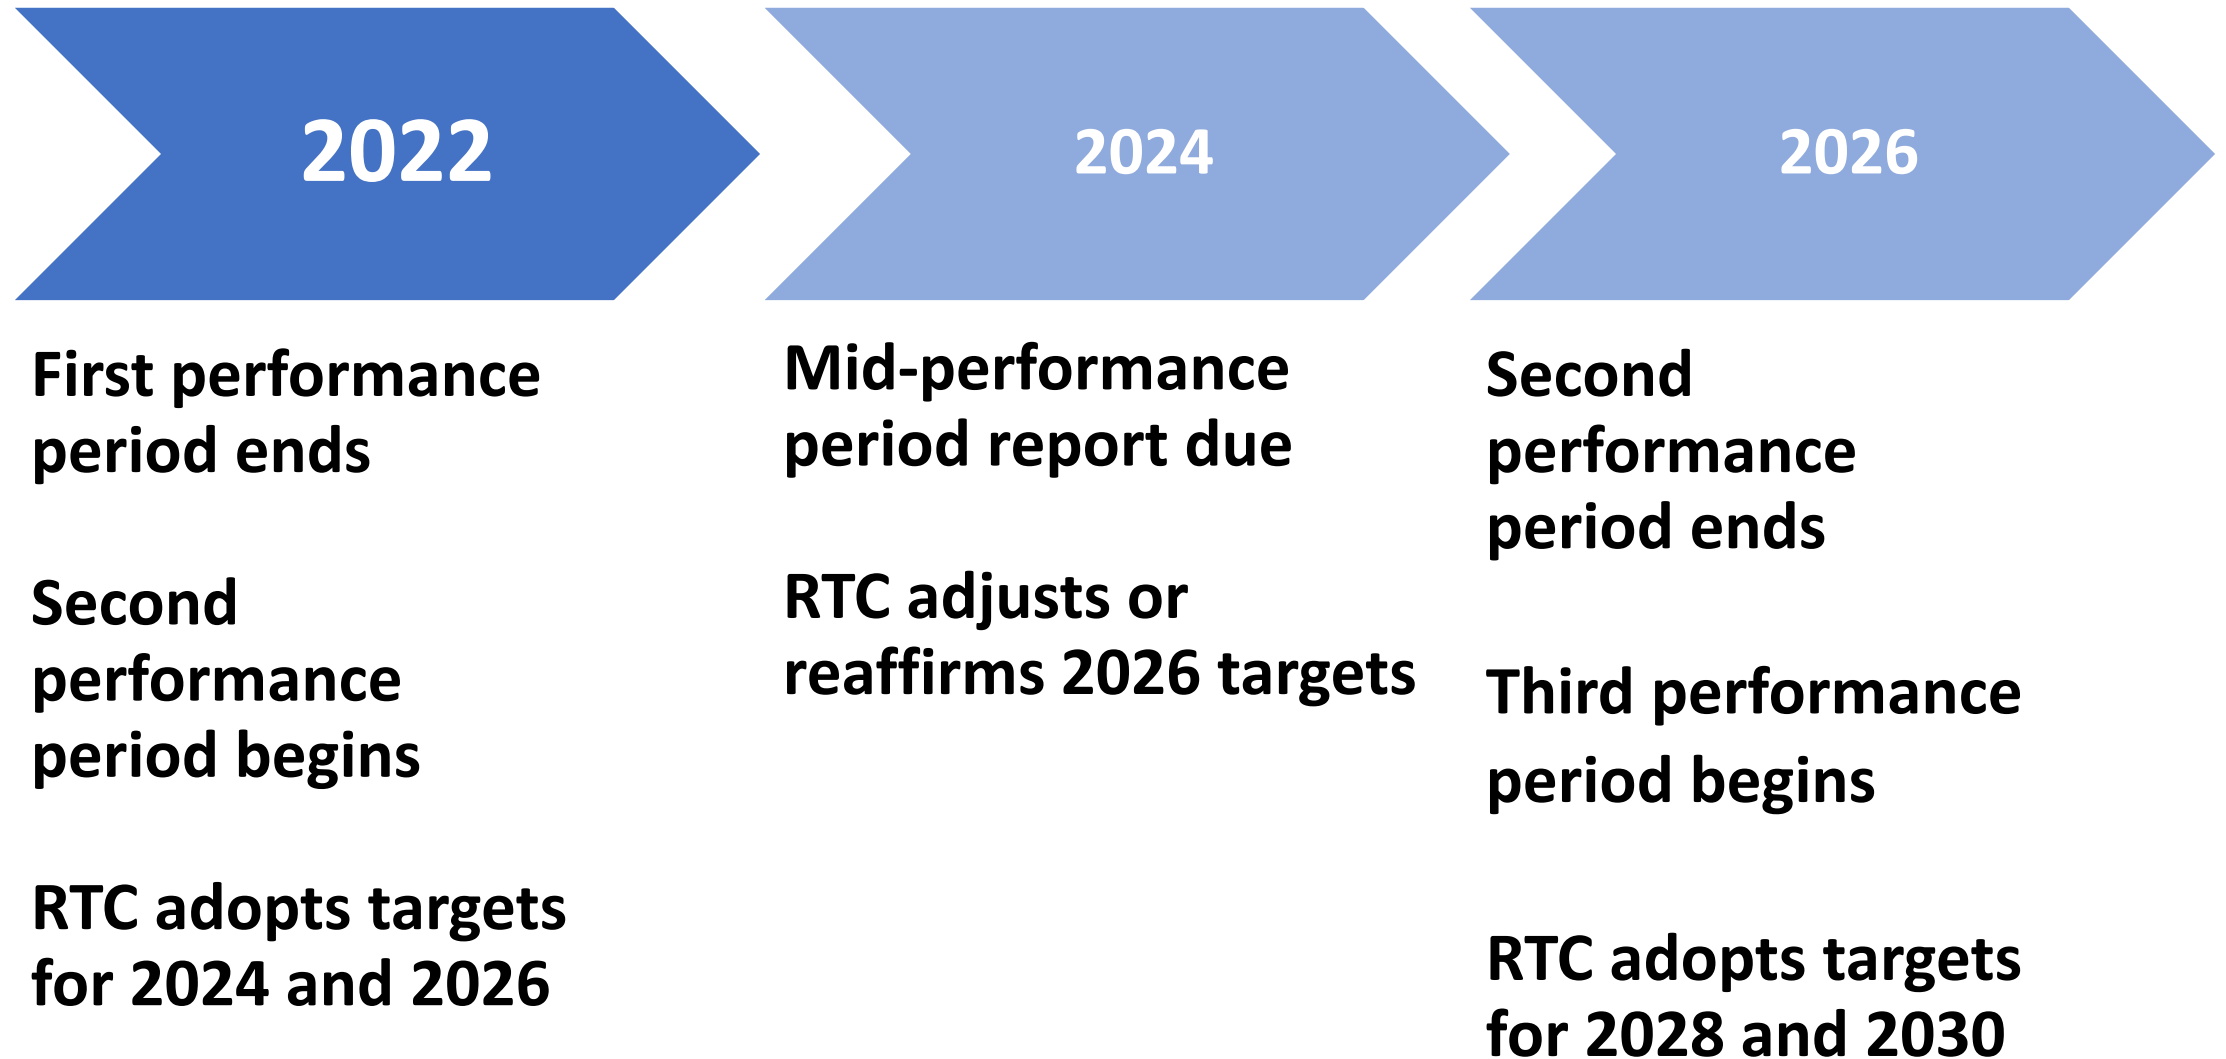 2022
First performance
period ends
Second
performance
period begins
RTC adopts targets
for 2024 and 2026
2024
Mid-performance
period report due
RTC adjusts or
reaffirms 2026 targets
2026
Second
performance
period ends
Third performance
period begins
RTC adopts targets
for 2028 and 2030